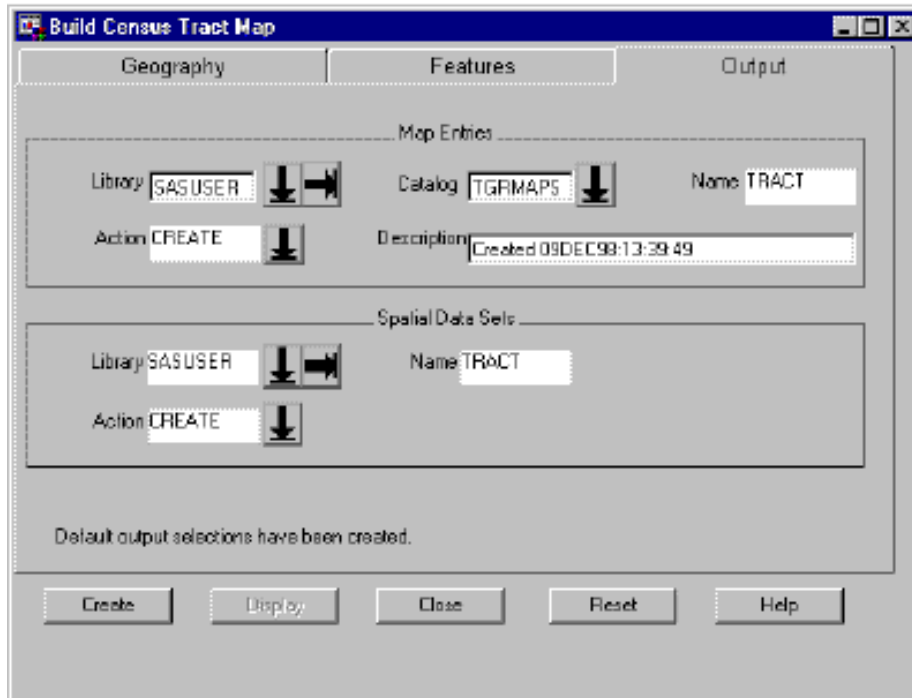 Build Census Tract Map
Geography Features Output
Map Entries
Library SASUSER Catalog TGRMAPS Name TRACT
Action CREATE Description Created 09DEC98:13:39:49
Spatial Data Sets
Library SASUSER Name TRACT
Action CREATE
Default output selections have been created.
Create Display Close Reset Help